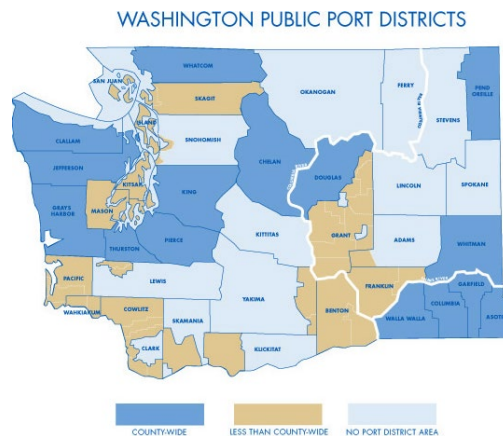 WASHINGTON PUBLIC PORT DISTRICTS
WHATCOM
SAN JUAN
SKAGIT
OKANOGAN
FERRY
PEND
OREILLE
STEVENS
ISLAND
SNOHOMISH
CLALLAM
CHELAN
JEFFERSON
DOUGLAS
KITSAP
KING
LINCOLN
SPOKANE
GRAY'S
HARBOR
MASON
GRANT
KITTITAS
PIERCE
ADAMS
WHITMAN
THURSTON
PACIFIC
LEWIS
FRANKLIN
GARFIELD
YAKIMA
COLUMBIA
WAHKIAKUM
COWLITZ
BENTON
WALLA WALLA
ASOTI
SKAMANIA
CLARK
KLICKITAT
COUNTY-WIDE
LESS THAN COUNTY-WIDE
NO PORT DISTRICT AREA